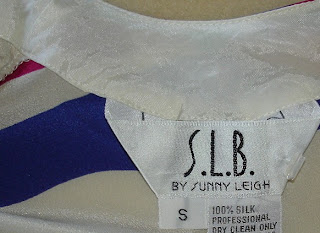 S.L.B.
BY SUNNY LEIGH
S
100% SILK
PROFESSIONAL
DRY CLEAN ONLY